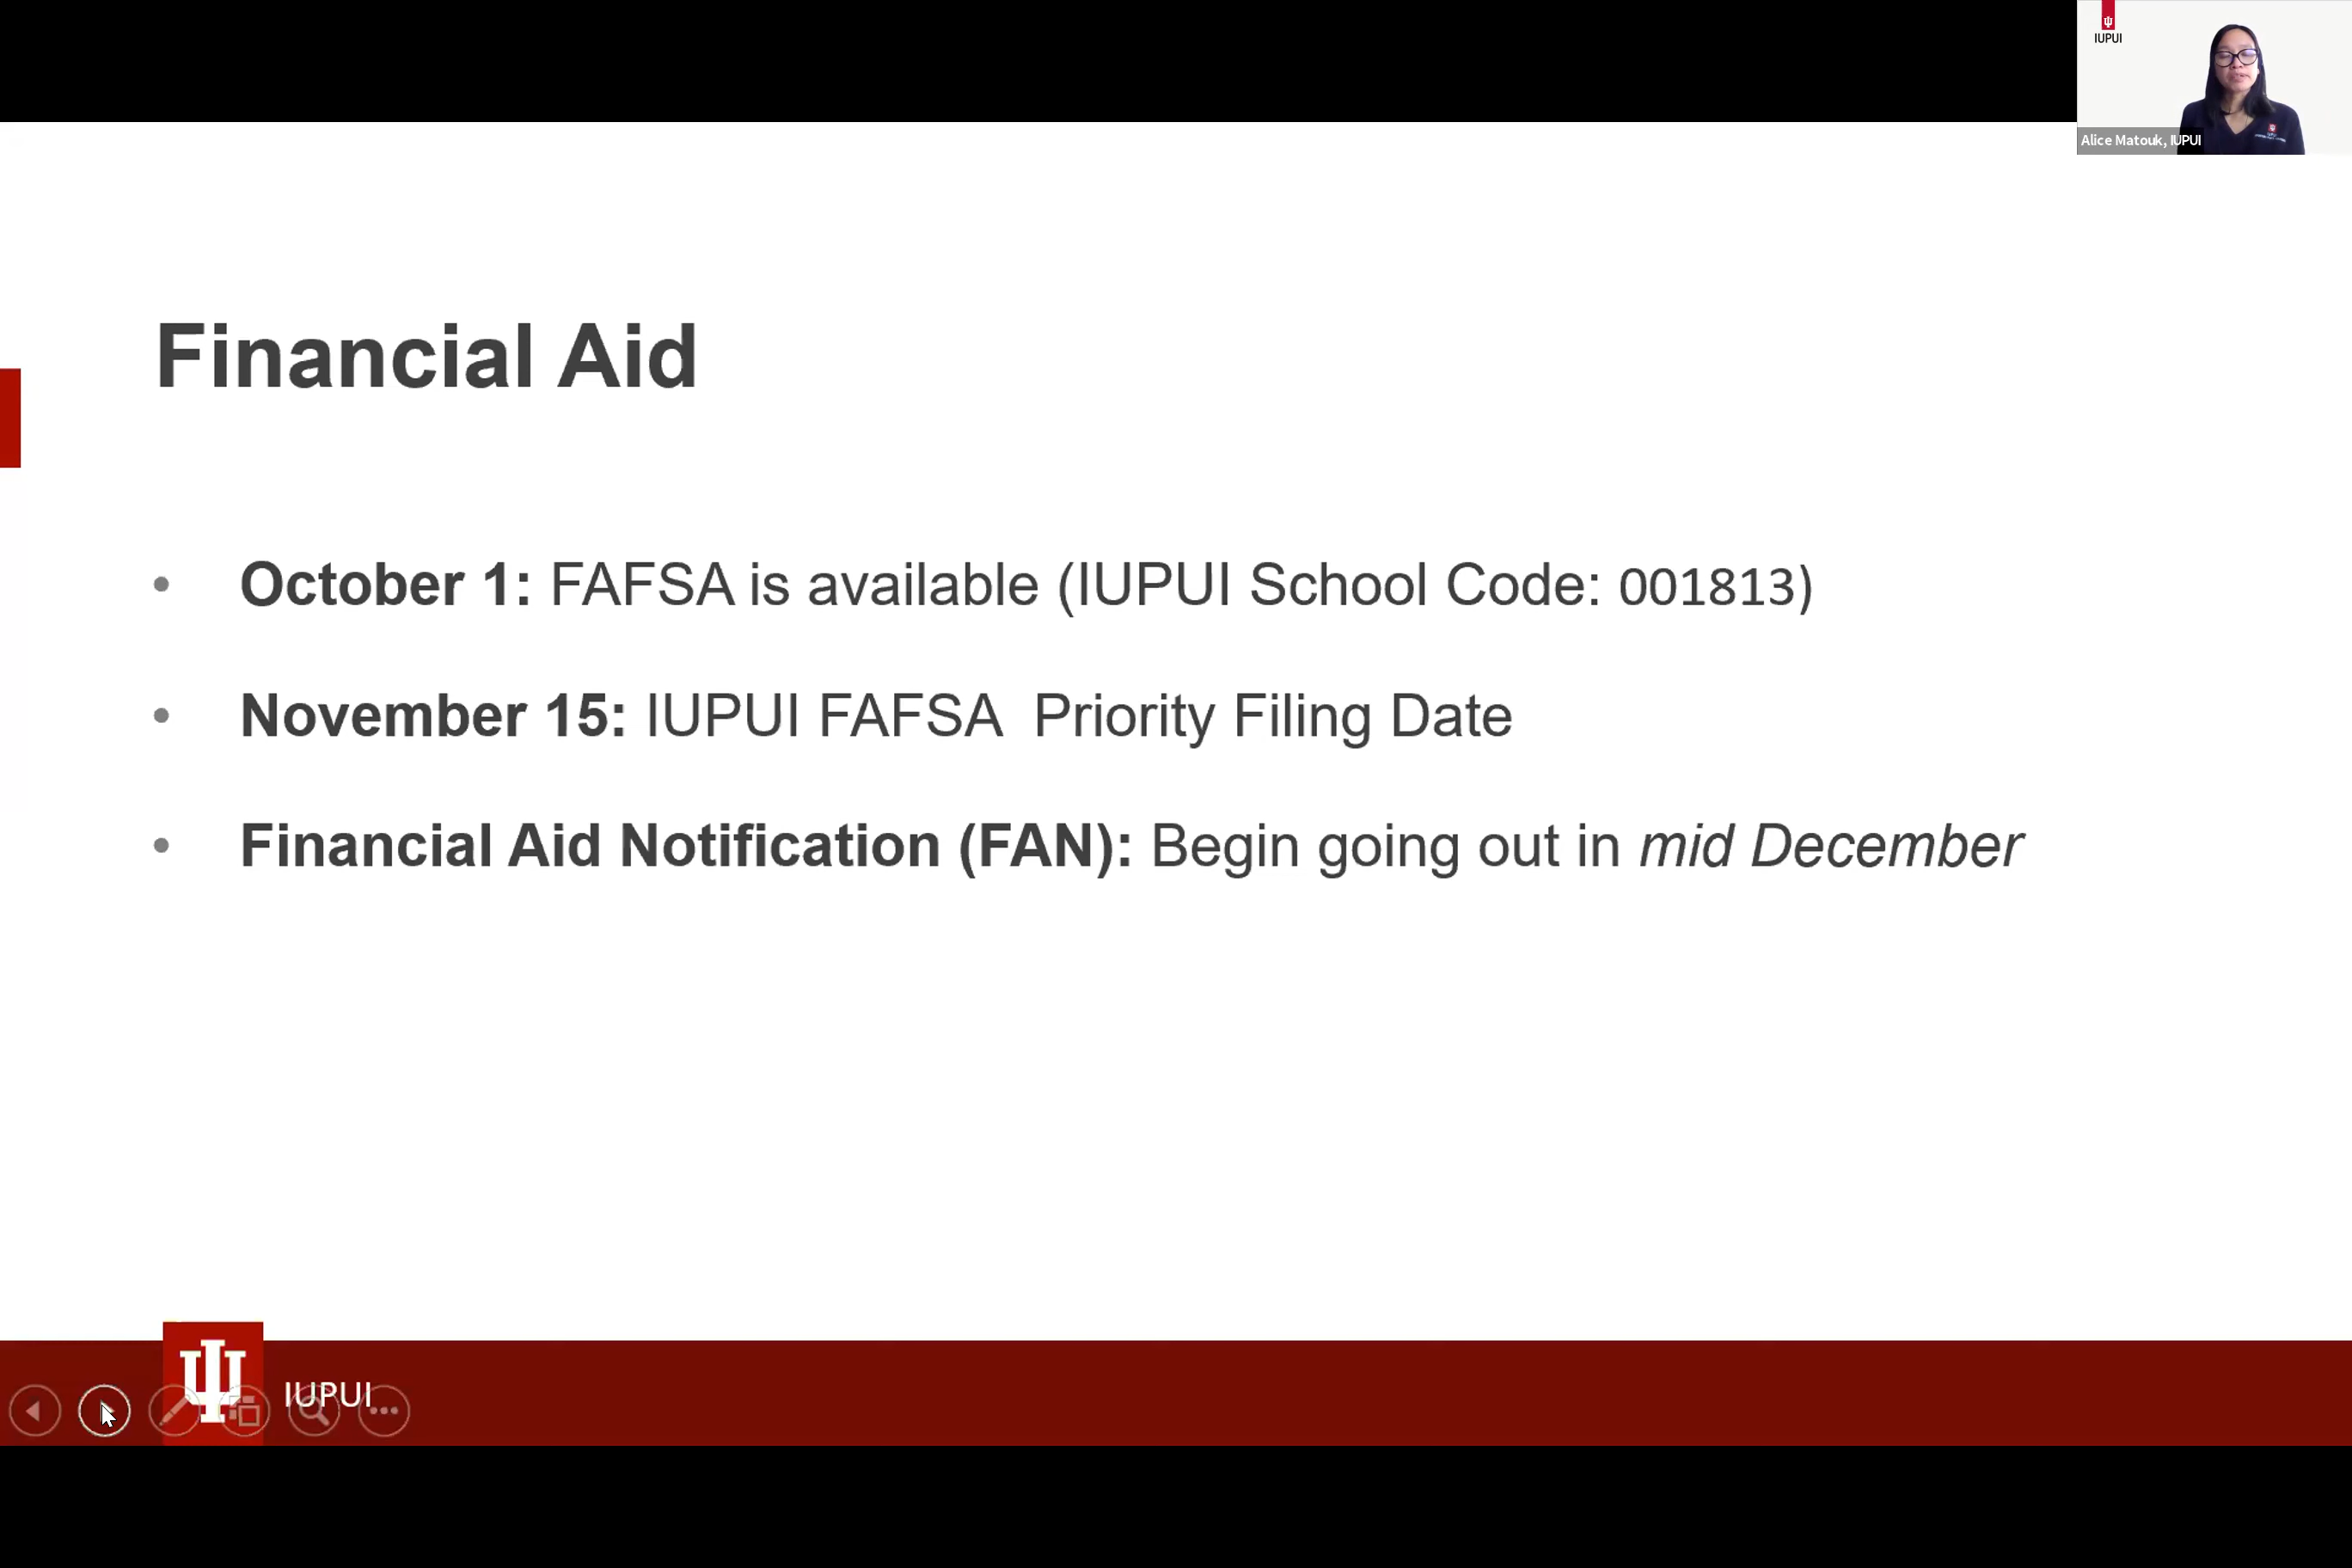 IUPUI
Alice Matouk, IUPUI
Financial Aid
• October 1: FAFSA is available (IUPUI School Code: 001813)
• November 15: IUPUI FAFSA  Priority Filing Date
• Financial Aid Notification (FAN): Begin going out in mid December
IUPUI